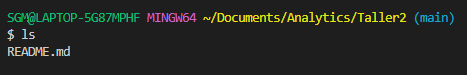 SGM@LAPTOP-5G87MPHF MINGW64 ~/Documents/Analytics/Taller2 (main)
$ ls
README.md